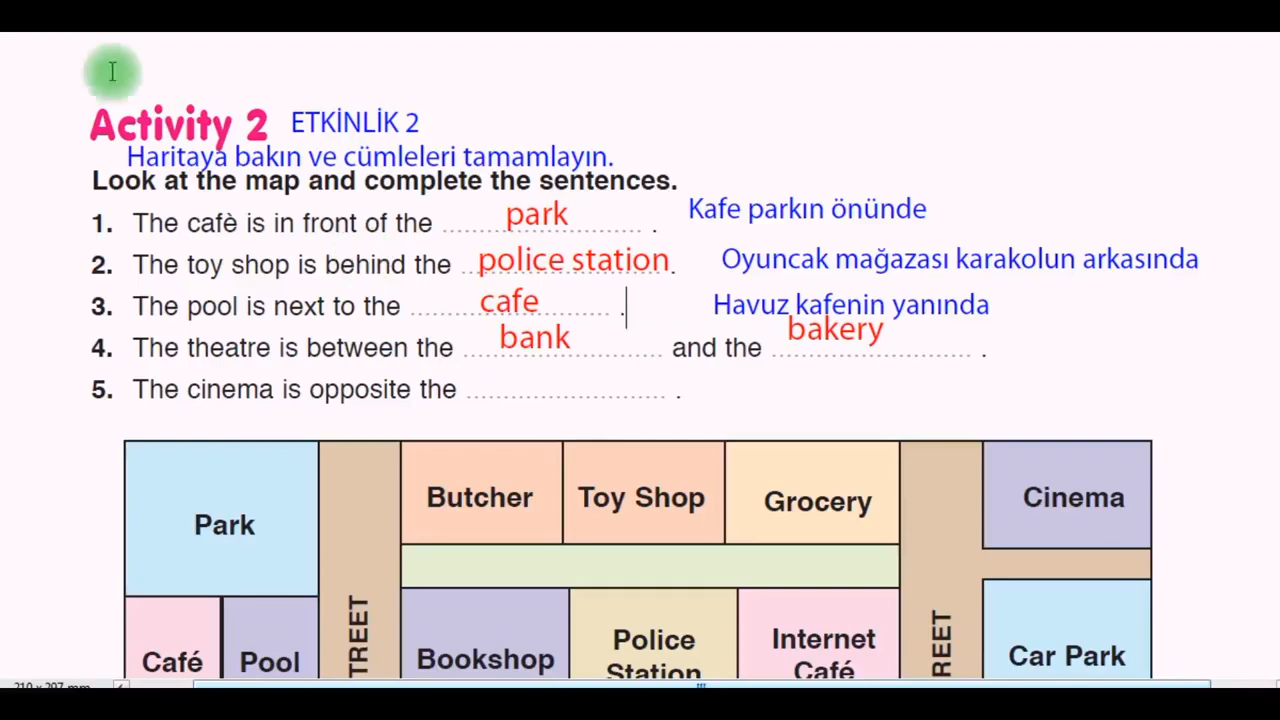 Activity 2 ETKİNLİK 2
Haritaya bakın ve cümleleri tamamlayın.
Look at the map and complete the sentences.
1. The cafè is in front of the park . Kafe parkın önünde
2. The toy shop is behind the police station. Oyuncak mağazası karakolun arkasında
3. The pool is next to the cafe . Havuz kafenin yanında
4. The theatre is between the bank and the bakery .
5. The cinema is opposite the .............................. .
Park
Butcher
Toy Shop
Grocery
Cinema
Café
Pool
TREET
Bookshop
Police
Station
Internet
Café
REET
Car Park
210 x 297 mm